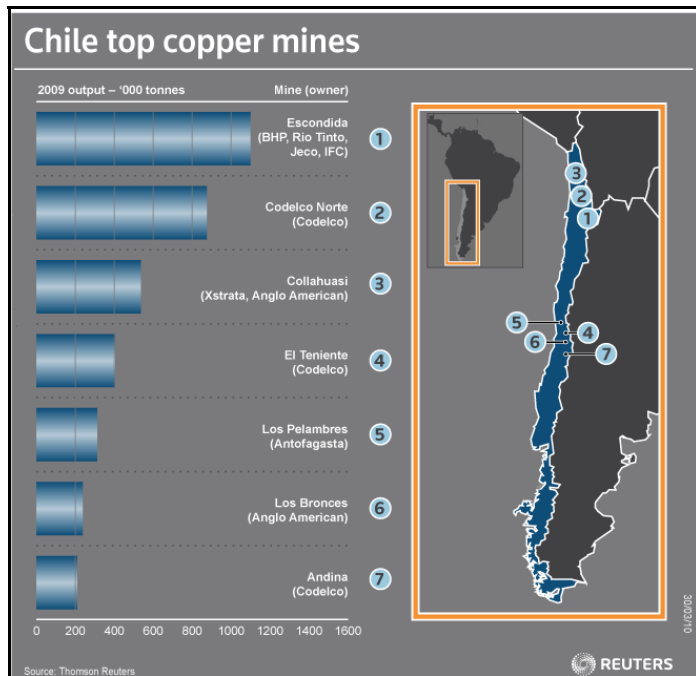 Chile top copper mines
2009 output – ‘000 tonnes
Mine (owner)
Escondida
(BHP, Rio Tinto,
Jeco, IFC)
1
Codelco Norte
(Codelco)
2
Collahuasi
(Xstrata, Anglo American)
3
El Teniente
(Codelco)
4
Los Pelambres
(Antofagasta)
5
Los Bronces
(Anglo American)
6
Andina
(Codelco)
7
0 200 400 600 800 1000 1200 1400 1600
3
2
1
5
4
6
7
30/03/10
Source: Thomson Reuters
REUTERS